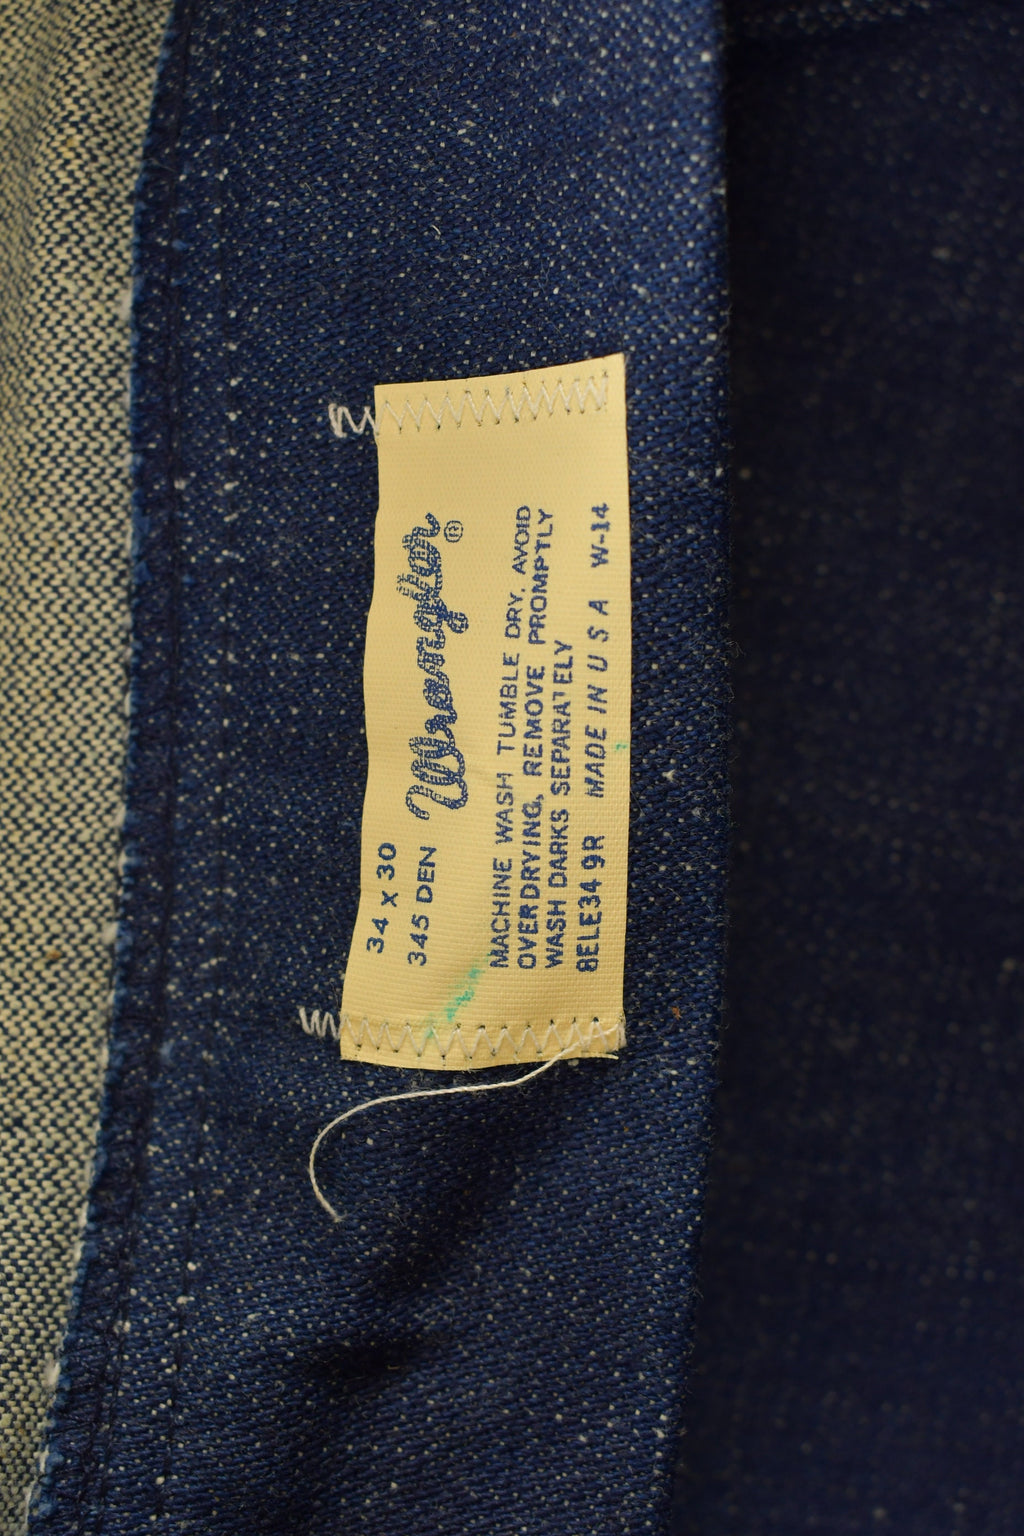 34 x 30
345 DEN Wrangler®
MACHINE WASH TUMBLE DRY, AVOID
OVERDRYING, REMOVE PROMPTLY
WASH DARKS SEPARATELY
8ELE34 9R MADE IN U S A W-14